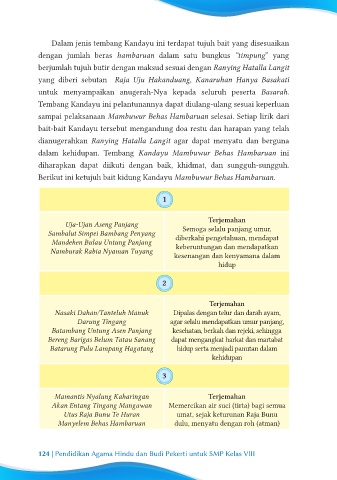 Dalam jenis tembang Kandayu ini terdapat tujuh bait yang disesuaikan
dengan jumlah beras hambaruan dalam satu bungkus "timpung" yang
berjumlah tujuh butir dengan maksud sesuai dengan Ranying Hatalla Langit
yang diberi sebutan Raja Uju Hakanduang, Kanaruhan Hanya Basakati
untuk menyampaikan anugerah-Nya kepada seluruh peserta Basarah.
Tembang Kandayu ini pelantunannya dapat diulang-ulang sesuai keperluan
sampai pelaksanaan Mambuwur Behas Hambaruan selesai. Setiap lirik dari
bait-bait Kandayu tersebut mengandung doa restu dan harapan yang telah
dianugerahkan Ranying Hatalla Langit agar dapat menyatu dan berguna
dalam kehidupan. Tembang Kandayu Mambuwur Behas Hambaruan ini
diharapkan dapat diikuti dengan baik, khidmat, dan sungguh-sungguh.
Berikut ini ketujuh bait kidung Kandayu Mambuwur Behas Hambaruan.
1
Uja-Ujan Aseng Panjang
Sambalut Simpei Bambang Penyang
Mandehen Bulau Untung Panjang
Nambarak Rabia Nyanan Tuyang
Terjemahan
Semoga selalu panjang umur,
diberkahi pengetahuan, mendapat
keberuntungan dan mendapatkan
kesenangan dan kenyamana dalam
hidup
2
Nasaki Dahan/Tanteluh Manuk
Darung Tingang
Batambang Untung Asen Panjang
Bereng Barigas Belum Tatau Sanang
Batarung Pulu Lampang Hagatang
Terjemahan
Dipalas dengan telur dan darah ayam,
agar selalu mendapatkan umur panjang,
kesehatan, berkah dan rejeki, sehingga
dapat mengangkat harkat dan martabat
hidup serta menjadi panutan dalam
kehidupan
3
Mamantis Nyalung Kaharingan
Akan Entang Tingang Mangawan
Utus Raja Bunu Te Huran
Manyelem Behas Hambaruan
Terjemahan
Memercikan air suci (tirta) bagi semua
umat, sejak keturunan Raja Bunu
dulu, menyatu dengan roh (atman)
124 | Pendidikan Agama Hindu dan Budi Pekerti untuk SMP Kelas VIII